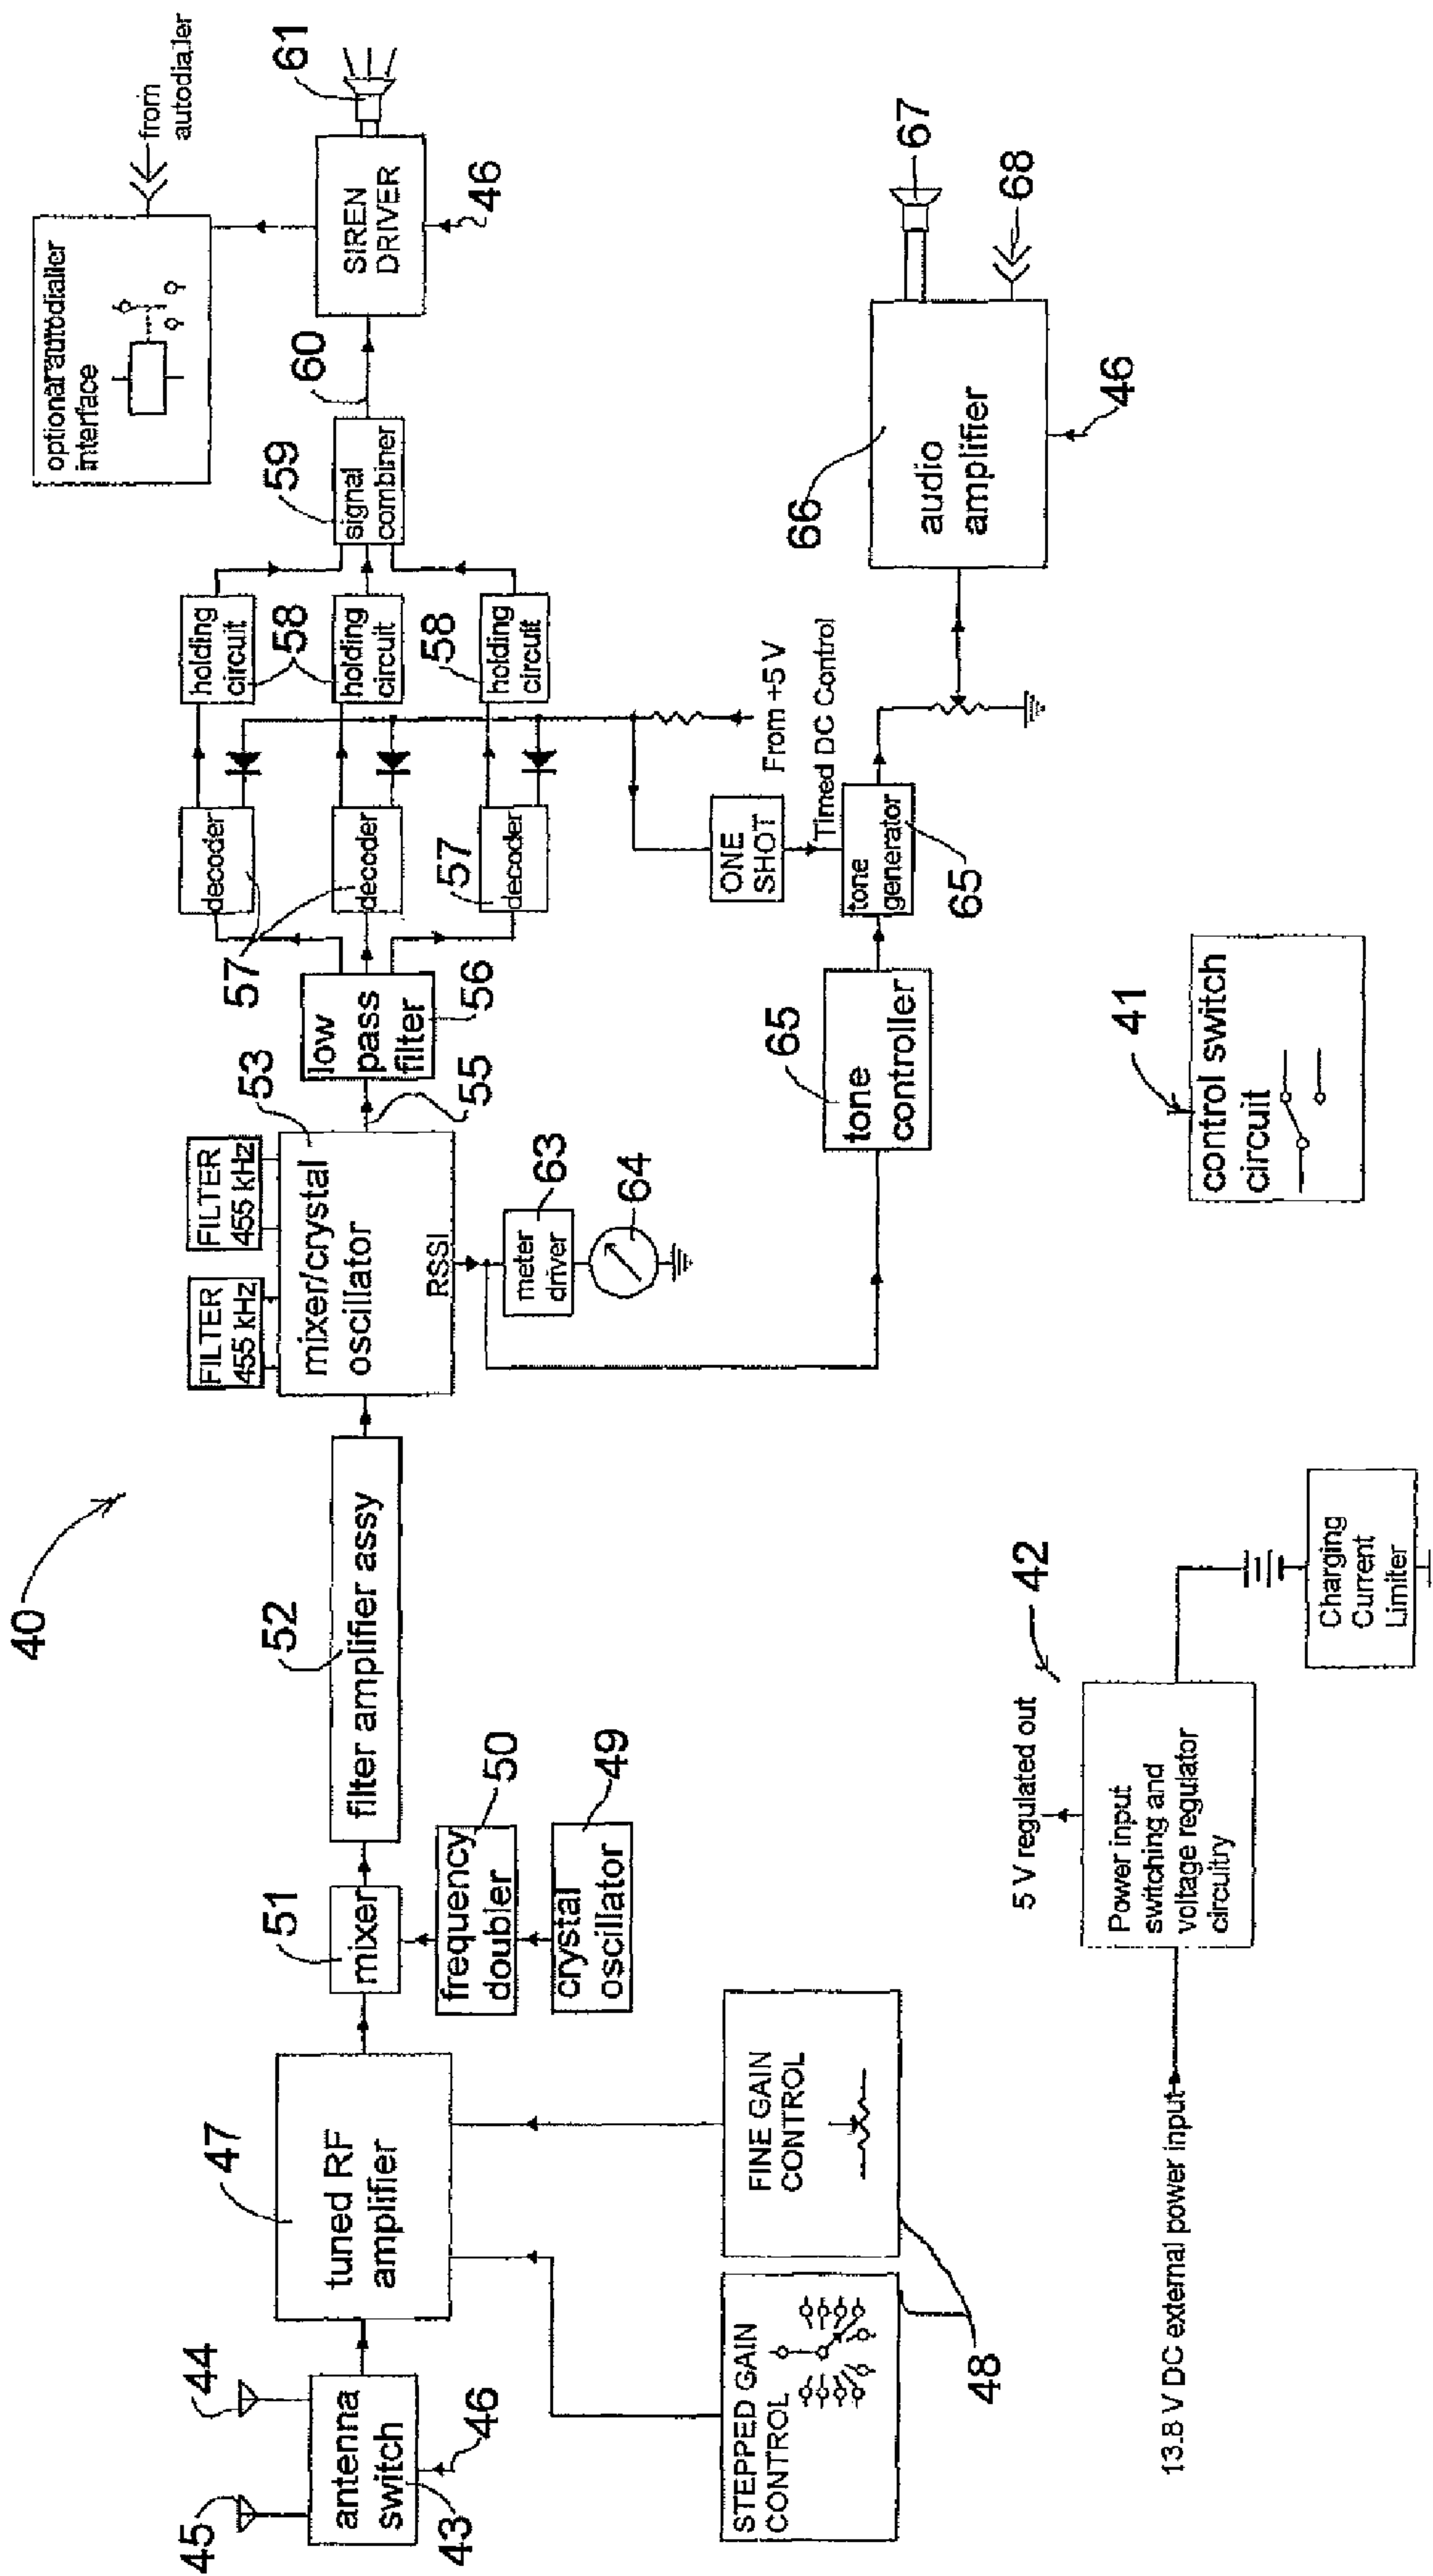 40
45
44
antenna
switch
43
46
47
tuned RF
amplifier
STEPPED GAIN
CONTROL
FINE GAIN
CONTROL
48
51
mixer
frequency
doubler
50
crystal
oscillator
49
52
filter amplifier assy
FILTER
455 kHz
FILTER
455 kHz
53
mixer/crystal
oscillator
RSSI
63
meter
driver
64
55
low
pass
filter
56
57
decoder
decoder
57
decoder
holding
circuit
58
holding
circuit
58
holding
circuit
59
signal
combiner
60
SIREN
DRIVER
46
61
optional autodialler
interface
from
autodialer
From +5 V
ONE
SHOT
Timed DC Control
65
tone
controller
tone
generator
65
66
audio
amplifier
46
67
68
41
control switch
circuit
42
5 V regulated out
Power input
switching and
voltage regulator
circuitry
13.8 V DC external power input
Charging
Current
Limiter